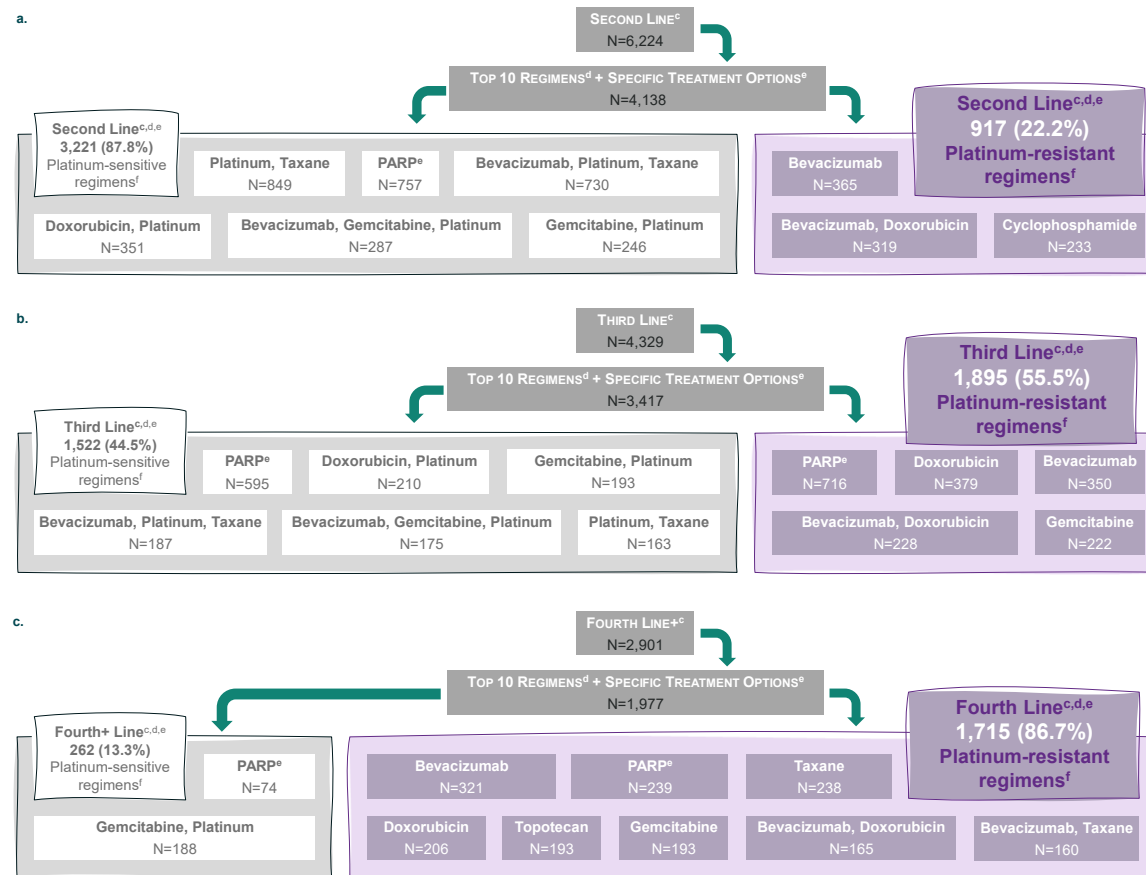 a.
SECOND LINEᶜ
N=6,224
TOP 10 REGIMENSᵈ + SPECIFIC TREATMENT OPTIONSᵉ
N=4,138
Second Lineᶜ,ᵈ,ᵉ
3,221 (87.8%)
Platinum-sensitive
regimensᶠ
Platinum, Taxane
N=849
PARPᵉ
N=757
Bevacizumab, Platinum, Taxane
N=730
Doxorubicin, Platinum
N=351
Bevacizumab, Gemcitabine, Platinum
N=287
Gemcitabine, Platinum
N=246
Second Lineᶜ,ᵈ,ᵉ
917 (22.2%)
Platinum-resistant
regimensᶠ
Bevacizumab
N=365
Bevacizumab, Doxorubicin
N=319
Cyclophosphamide
N=233
b.
THIRD LINEᶜ
N=4,329
TOP 10 REGIMENSᵈ + SPECIFIC TREATMENT OPTIONSᵉ
N=3,417
Third Lineᶜ,ᵈ,ᵉ
1,522 (44.5%)
Platinum-sensitive
regimensᶠ
PARPᵉ
N=595
Doxorubicin, Platinum
N=210
Gemcitabine, Platinum
N=193
Bevacizumab, Platinum, Taxane
N=187
Bevacizumab, Gemcitabine, Platinum
N=175
Platinum, Taxane
N=163
Third Lineᶜ,ᵈ,ᵉ
1,895 (55.5%)
Platinum-resistant
regimensᶠ
PARPᵉ
N=716
Doxorubicin
N=379
Bevacizumab
N=350
Bevacizumab, Doxorubicin
N=228
Gemcitabine
N=222
c.
FOURTH LINE+ᶜ
N=2,901
TOP 10 REGIMENSᵈ + SPECIFIC TREATMENT OPTIONSᵉ
N=1,977
Fourth+ Lineᶜ,ᵈ,ᵉ
262 (13.3%)
Platinum-sensitive
regimensᶠ
PARPᵉ
N=74
Gemcitabine, Platinum
N=188
Fourth Lineᶜ,ᵈ,ᵉ
1,715 (86.7%)
Platinum-resistant
regimensᶠ
Bevacizumab
N=321
PARPᵉ
N=239
Taxane
N=238
Doxorubicin
N=206
Topotecan
N=193
Gemcitabine
N=193
Bevacizumab, Doxorubicin
N=165
Bevacizumab, Taxane
N=160